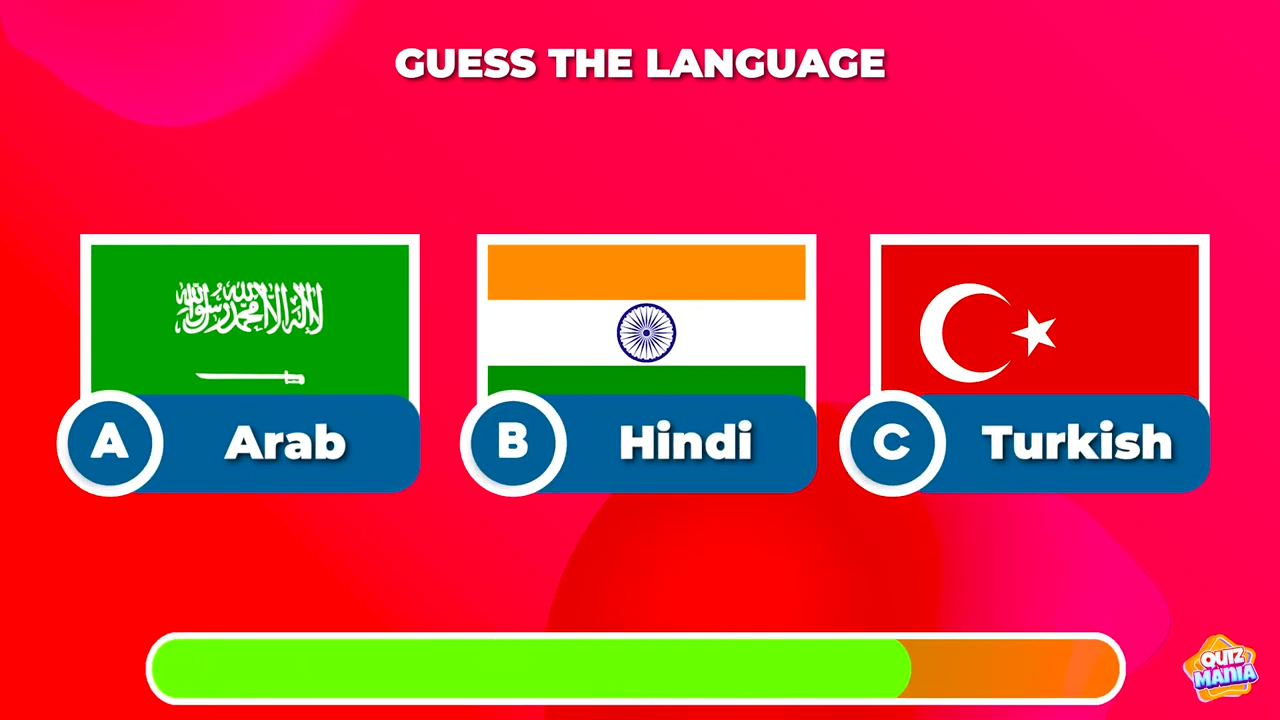 GUESS THE LANGUAGE
لا إله إلا الله محمد رسول الله
A Arab
B Hindi
C Turkish
QUIZ
MANIA